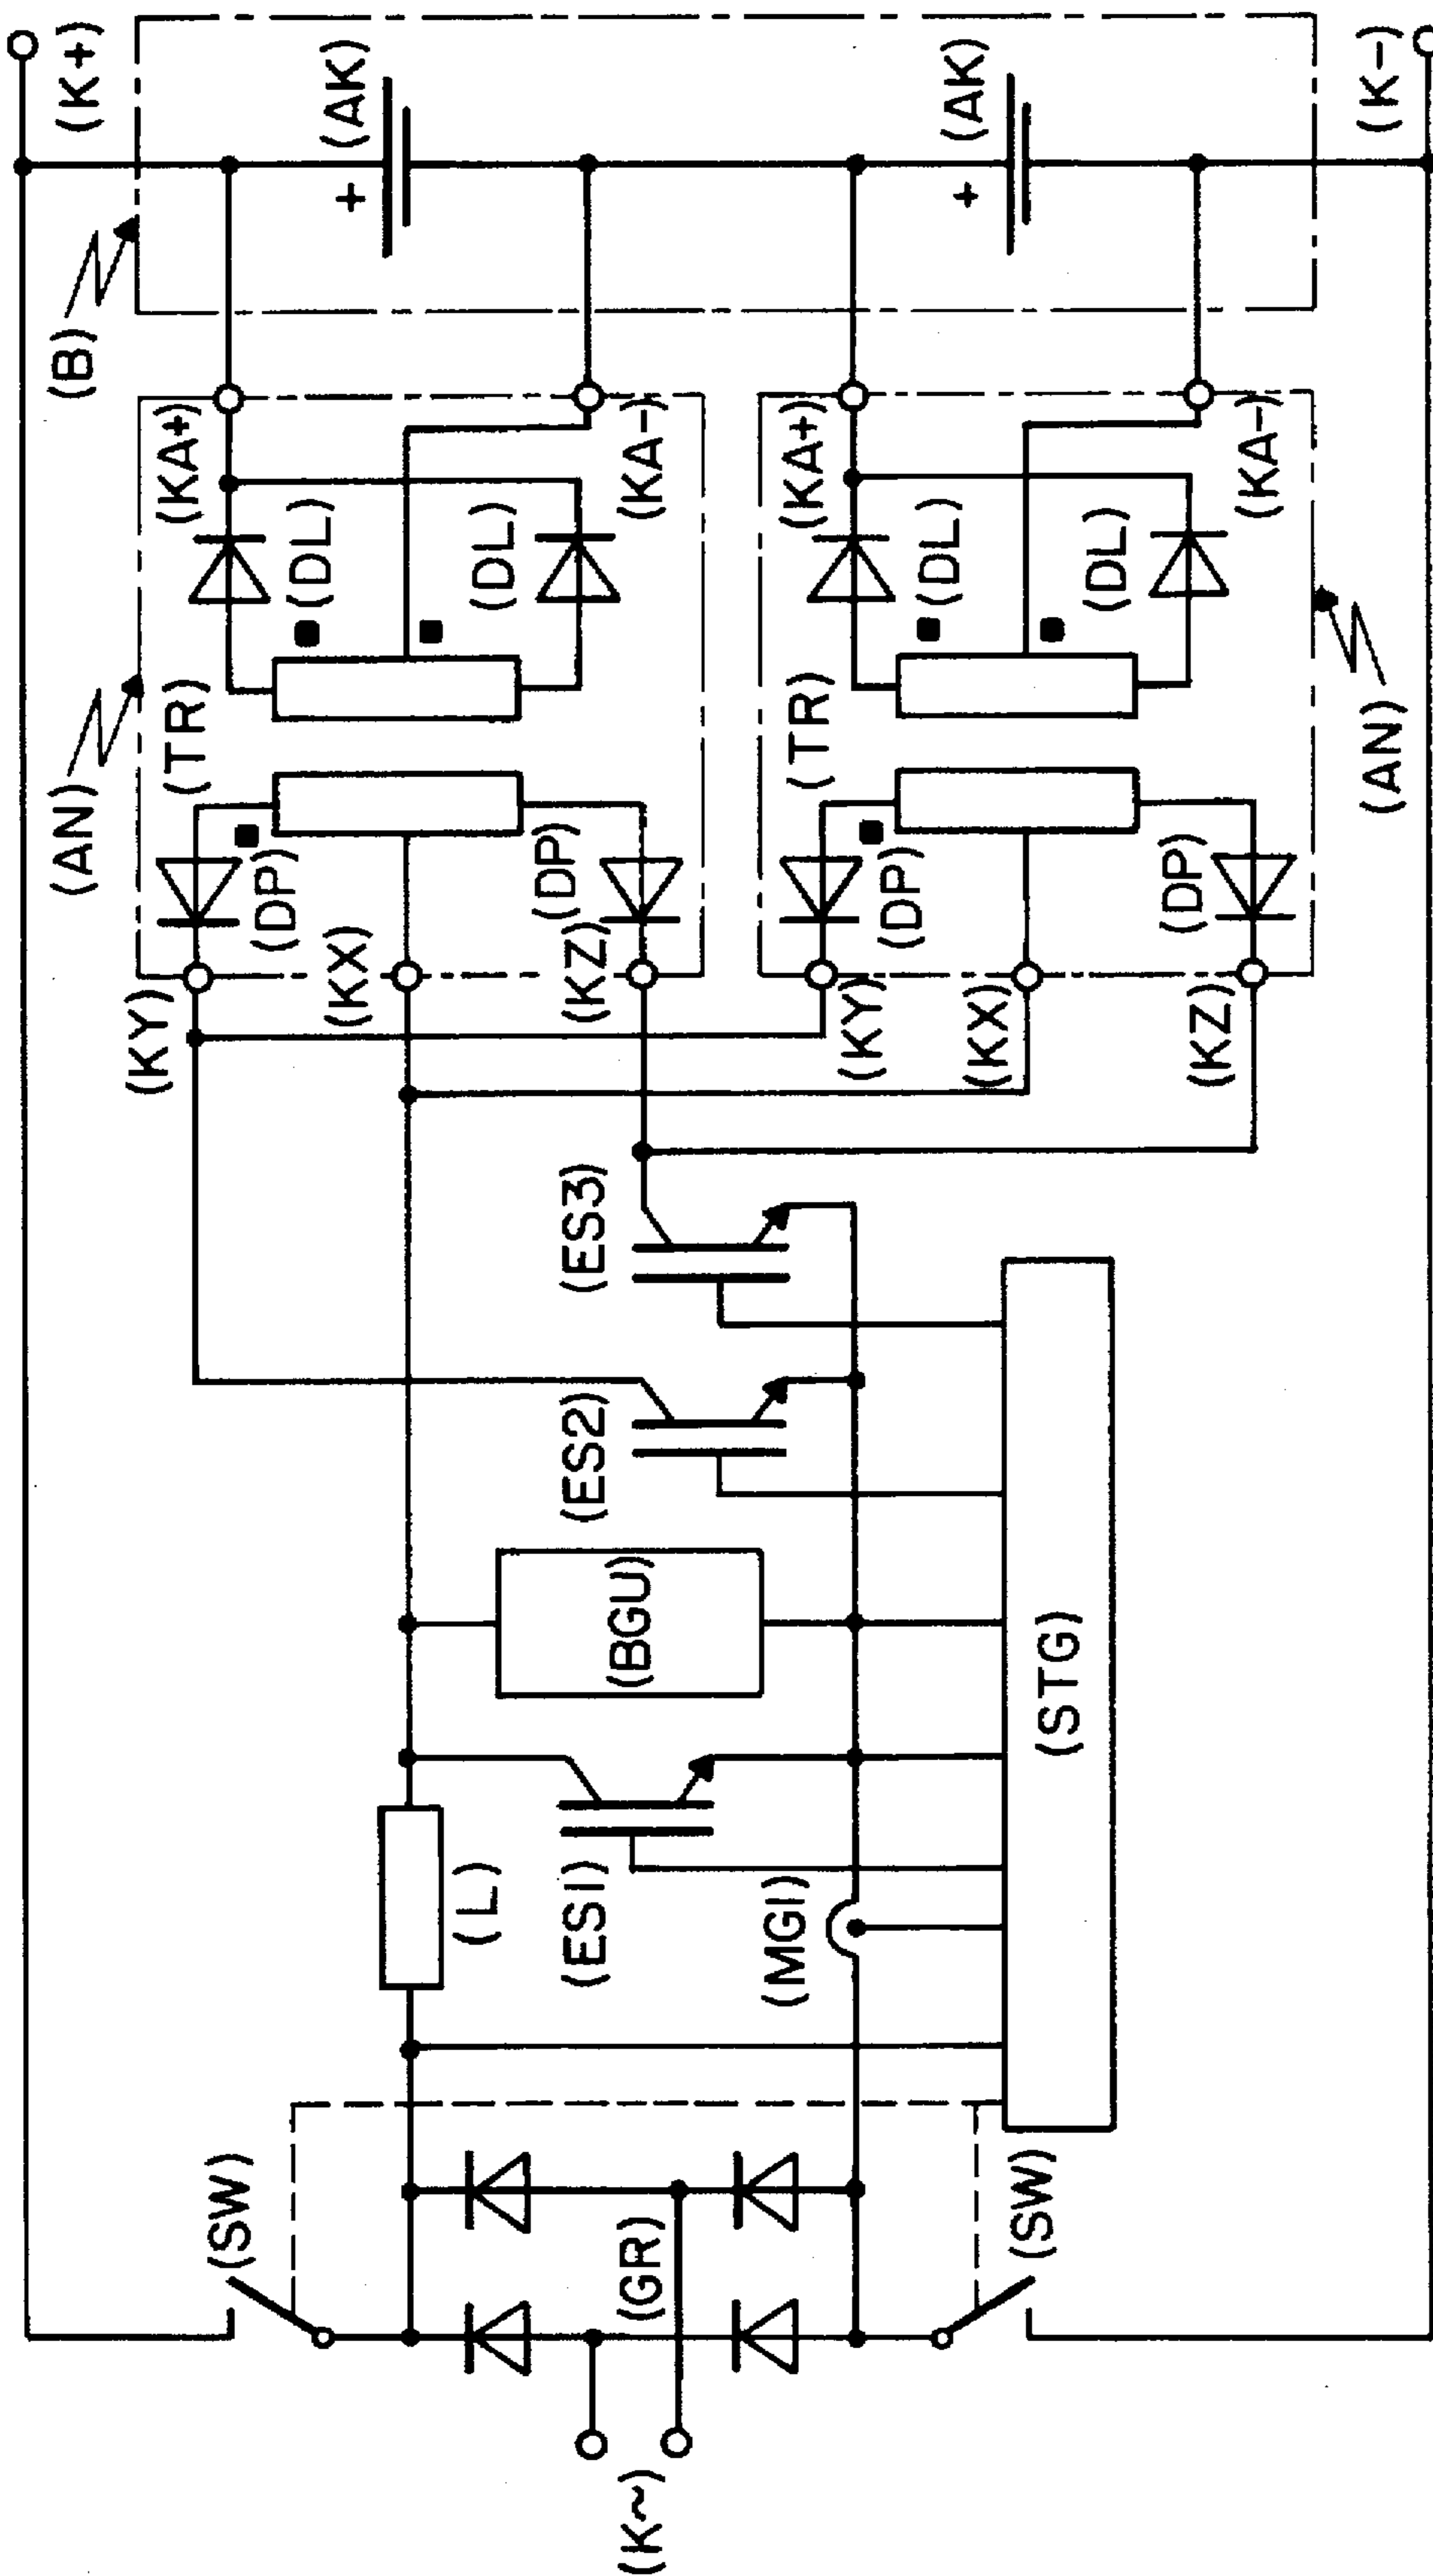 (K+)
(AK)
+
(AK)
+
(K-)
(B)
(KA+)
(DL)
(DL)
(KA-)
(KA+)
(DL)
(DL)
(KA-)
(AN)
(TR)
(TR)
(AN)
(DP)
(DP)
(DP)
(DP)
(KY)
(KX)
(KZ)
(KY)
(KX)
(KZ)
(ES3)
(ES2)
(BGU)
(STG)
(L)
(ES1)
(MGI)
(SW)
(GR)
(SW)
(K~)